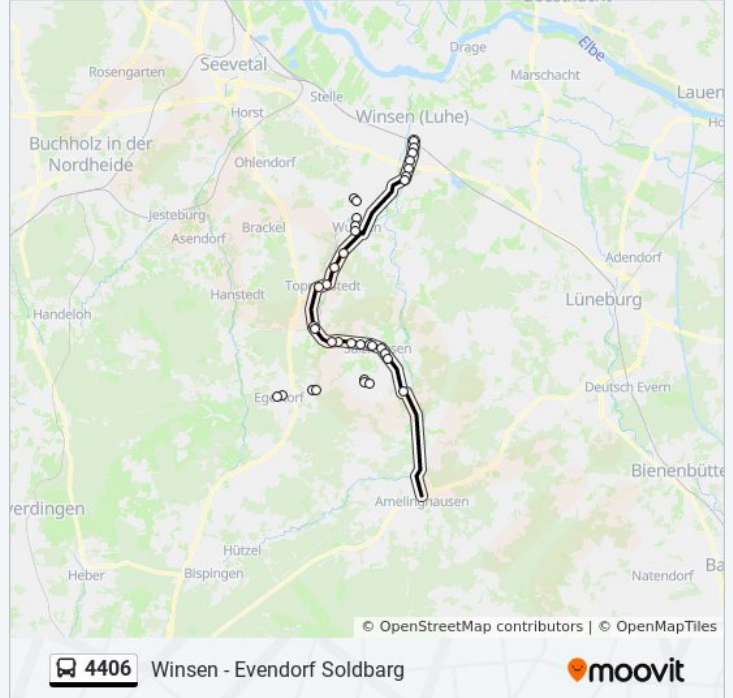 Drage
Elbe
Rosengarten
Seevetal
Marschacht
Stelle
Lauen
Horst
Winsen (Luhe)
Buchholz in der
Nordheide
Ohlendorf
Jesteburg
Brackel
Asendorf
Adendorf
Hanstedt
Lüneburg
Handeloh
Deutsch Evern
Bienenbütte
Amelinghausen
verdingen
Hützel
Heber
Bispingen
Natendorf
© OpenStreetMap contributors | © OpenMapTiles
4406 Winsen - Evendorf Soldbarg
moovit